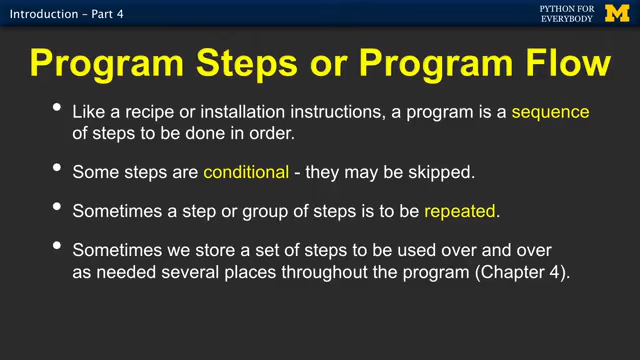 Introduction – Part 4
PYTHON FOR
EVERYBODY
M
Program Steps or Program Flow
• Like a recipe or installation instructions, a program is a sequence
of steps to be done in order.
• Some steps are conditional - they may be skipped.
• Sometimes a step or group of steps is to be repeated.
• Sometimes we store a set of steps to be used over and over
as needed several places throughout the program (Chapter 4).